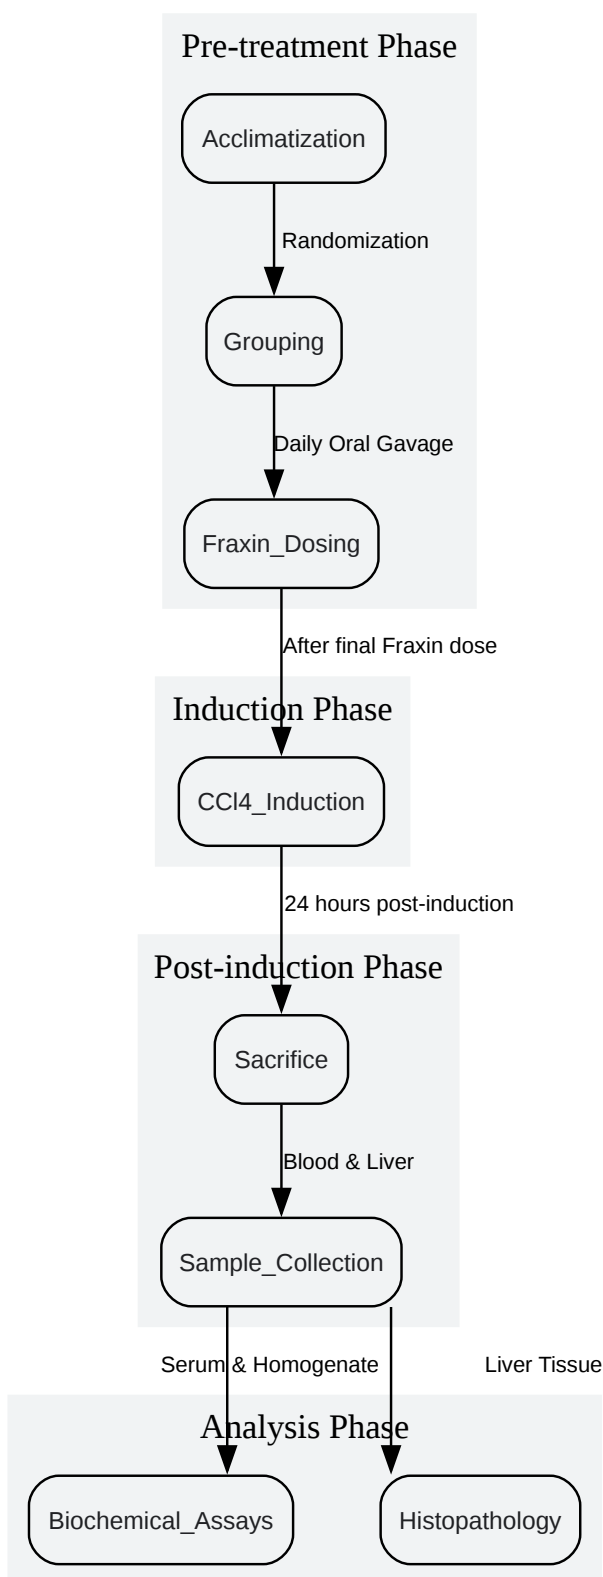 Pre-treatment Phase
Acclimatization
Randomization
Grouping
Daily Oral Gavage
Fraxin_Dosing
After final Fraxin dose
Induction Phase
CCl4_Induction
24 hours post-induction
Post-induction Phase
Sacrifice
Blood & Liver
Sample_Collection
Serum & Homogenate
Liver Tissue
Analysis Phase
Biochemical_Assays
Histopathology